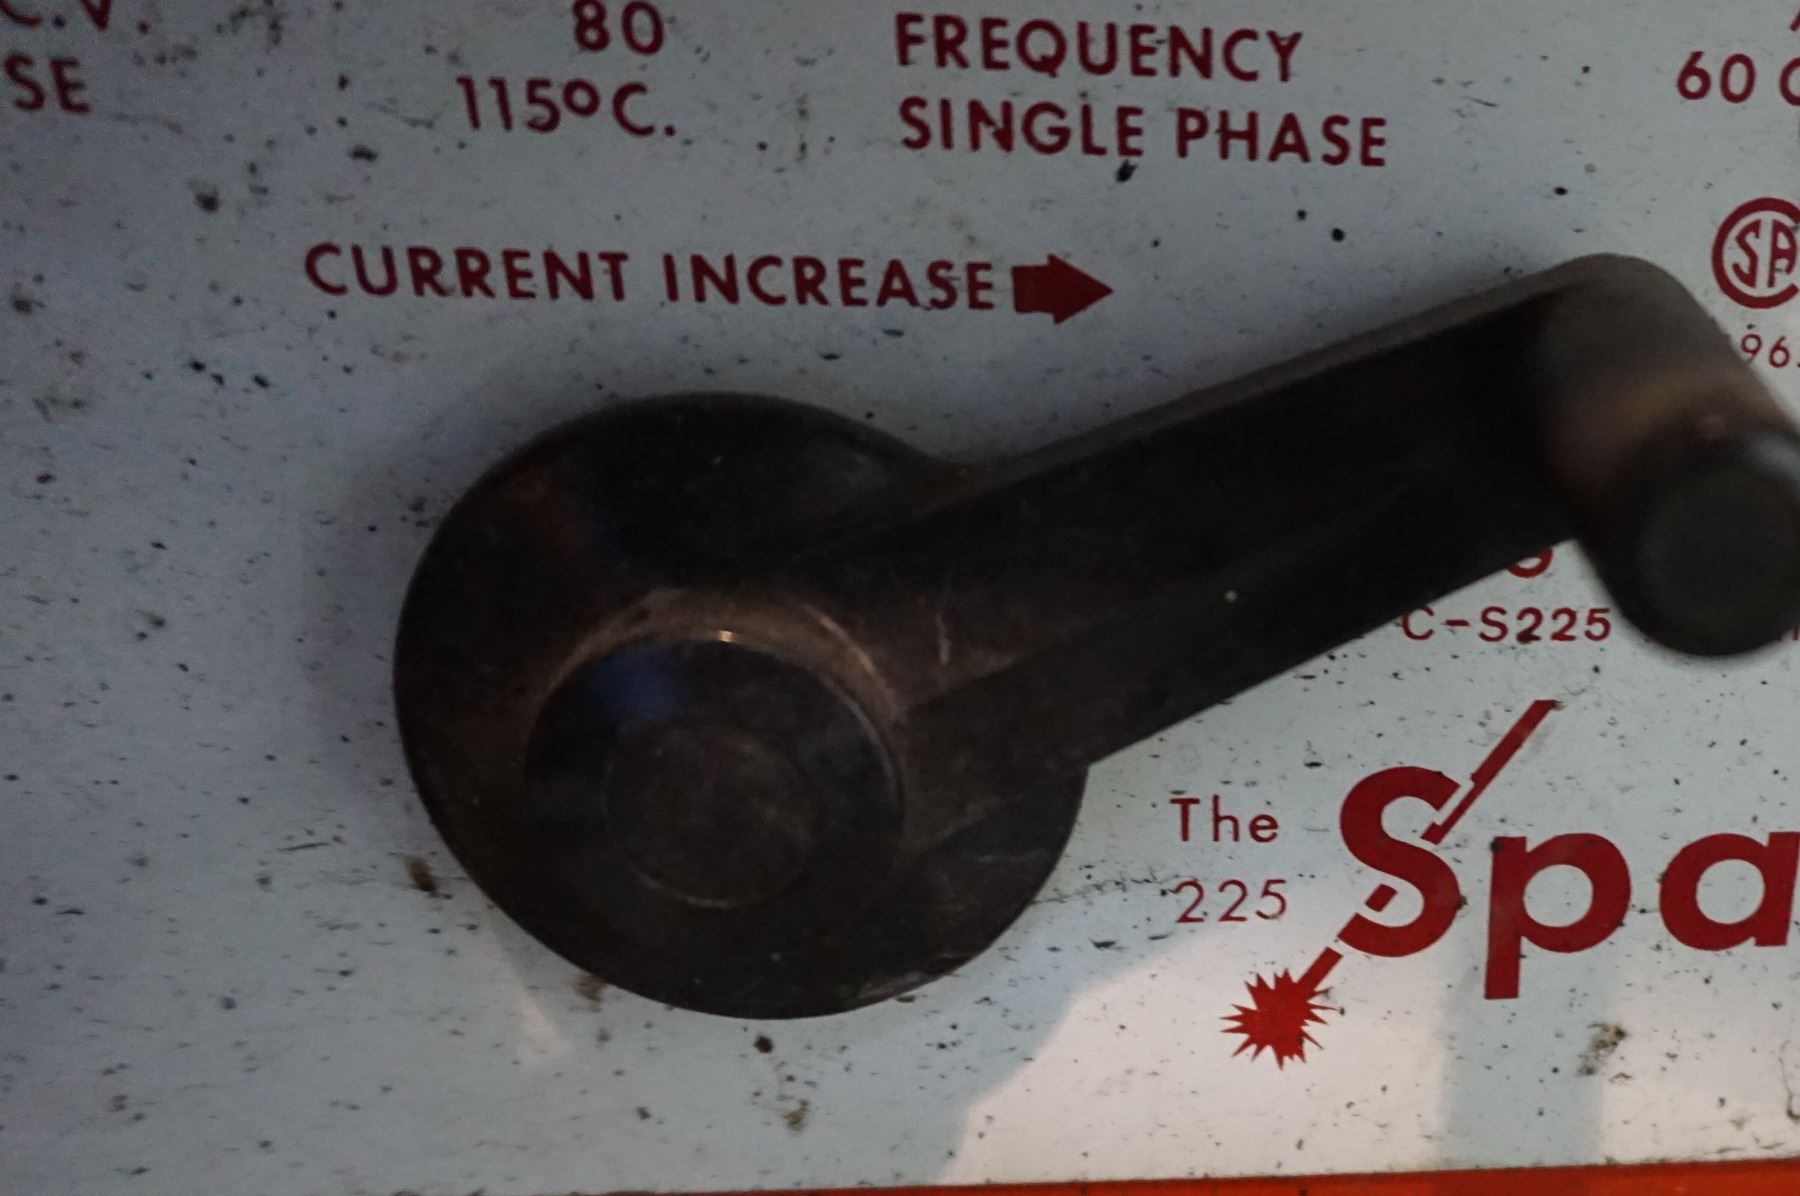 C.V. 80 FREQUENCY
SE 115°C. SINGLE PHASE 60
CURRENT INCREASE
C-S225
The
225 Spa